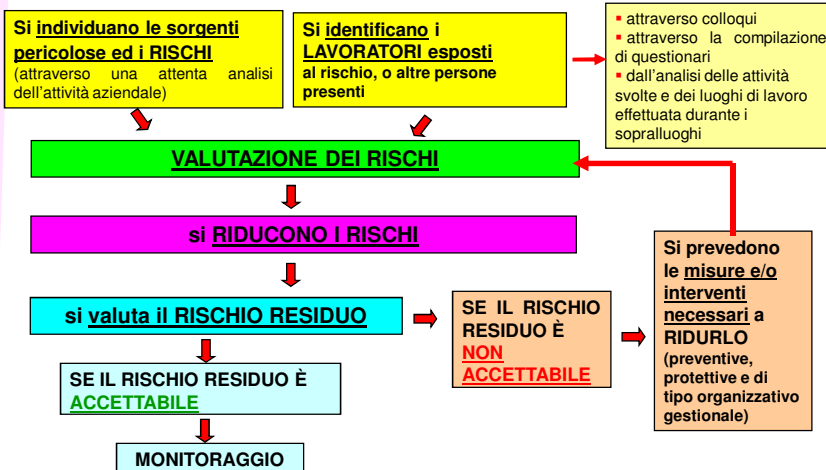 Si individuano le sorgenti
pericolose ed i RISCHI
(attraverso una attenta analisi
dell'attività aziendale)
Si identificano i
LAVORATORI esposti
al rischio, o altre persone
presenti
▪ attraverso colloqui
▪ attraverso la compilazione
di questionari
▪ dall'analisi delle attività
svolte e dei luoghi di lavoro
effettuata durante i
sopralluoghi
VALUTAZIONE DEI RISCHI
si RIDUCONO I RISCHI
si valuta il RISCHIO RESIDUO
SE IL RISCHIO
RESIDUO È
NON
ACCETTABILE
Si prevedono
le misure e/o
interventi
necessari a
RIDURLO
(preventive,
protettive e di
tipo organizzativo
gestionale)
SE IL RISCHIO RESIDUO È
ACCETTABILE
MONITORAGGIO